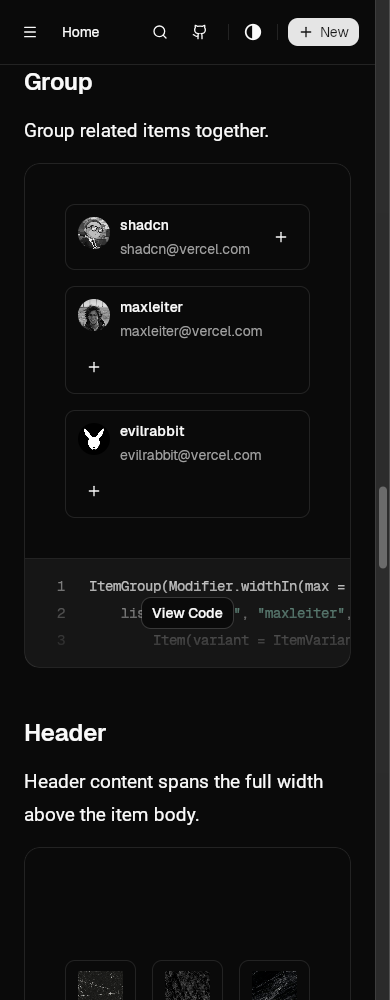 Home
New
Group
Group related items together.
shadcn
shadcn@vercel.com
maxleiter
maxleiter@vercel.com
evilrabbit
evilrabbit@vercel.com
1 ItemGroup(Modifier.widthIn(max =
2 ", "maxleiter",
View Code
3 Item(variant =
Header
Header content spans the full width
above the item body.